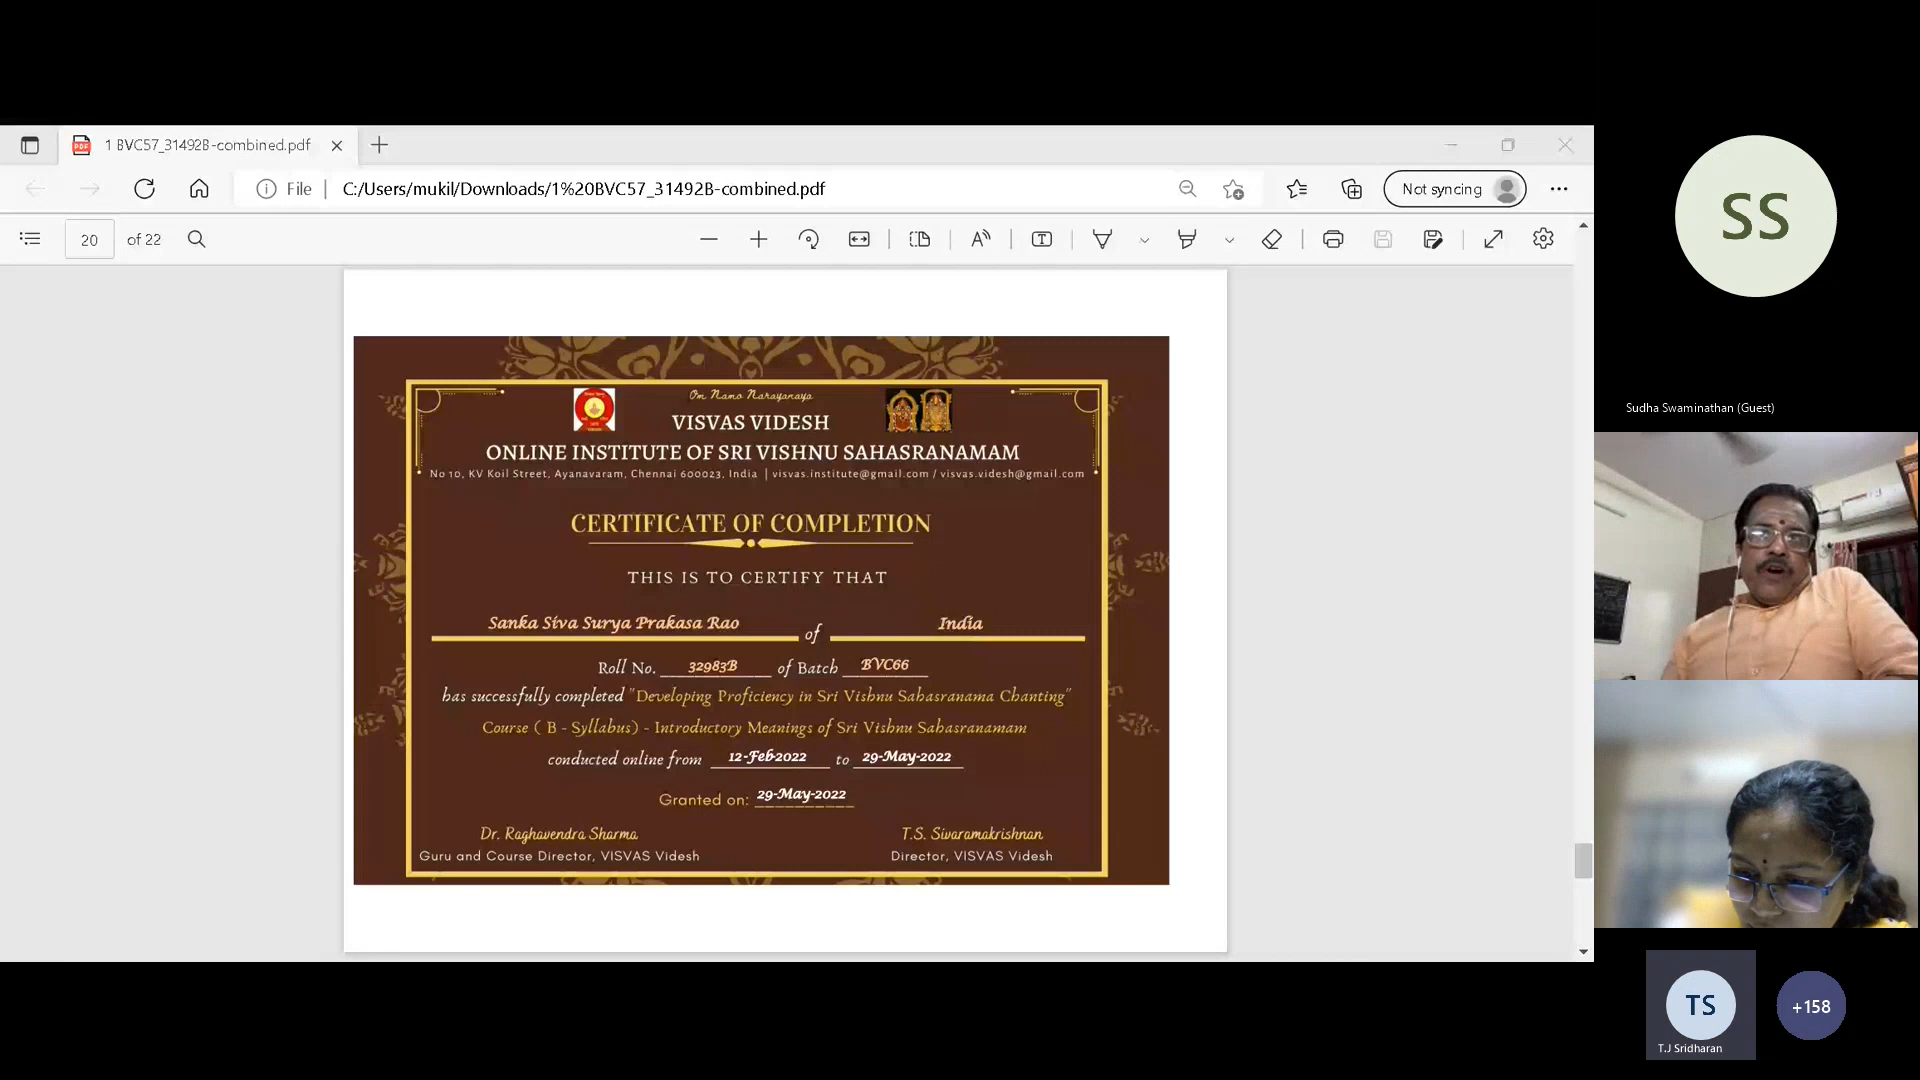 1 BVC57_31492B-combined.pdf
File
C:/Users/mukil/Downloads/1%20BVC57_31492B-combined.pdf
Not syncing
20 of 22
Om Namo Narayanaya
VISVAS VIDESH
ONLINE INSTITUTE OF SRI VISHNU SAHASRANAMAM
No 10, KV Koil Street, Ayanavaram, Chennai 600023, India | visvas.institute@gmail.com / visvas.videsh@gmail.com
CERTIFICATE OF COMPLETION
THIS IS TO CERTIFY THAT
Sanka Siva Surya Prakasa Rao of India
Roll No. 32983B of Batch BVC66
has successfully completed "Developing Proficiency in Sri Vishnu Sahasranama Chanting"
Course ( B - Syllabus) - Introductory Meanings of Sri Vishnu Sahasranamam
conducted online from 12-Feb-2022 to 29-May-2022
Granted on: 29-May-2022
Dr. Raghavendra Sharma
Guru and Course Director, VISVAS Videsh
T.S. Sivaramakrishnan
Director, VISVAS Videsh
SS
Sudha Swaminathan (Guest)
TS
T.J Sridharan
+158